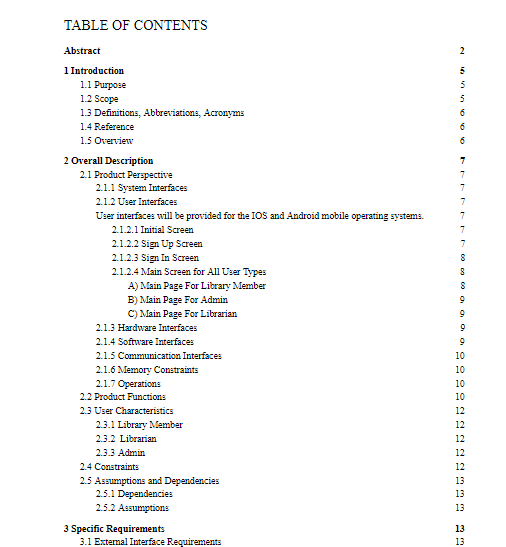 TABLE OF CONTENTS
Abstract 2
1 Introduction 5
1.1 Purpose 5
1.2 Scope 5
1.3 Definitions, Abbreviations, Acronyms 6
1.4 Reference 6
1.5 Overview 6
2 Overall Description 7
2.1 Product Perspective 7
2.1.1 System Interfaces 7
2.1.2 User Interfaces 7
User interfaces will be provided for the IOS and Android mobile operating systems. 7
2.1.2.1 Initial Screen 7
2.1.2.2 Sign Up Screen 7
2.1.2.3 Sign In Screen 8
2.1.2.4 Main Screen for All User Types 8
A) Main Page For Library Member 8
B) Main Page For Admin 9
C) Main Page For Librarian 9
2.1.3 Hardware Interfaces 9
2.1.4 Software Interfaces 9
2.1.5 Communication Interfaces 10
2.1.6 Memory Constraints 10
2.1.7 Operations 10
2.2 Product Functions 10
2.3 User Characteristics 12
2.3.1 Library Member 12
2.3.2 Librarian 12
2.3.3 Admin 12
2.4 Constraints 12
2.5 Assumptions and Dependencies 13
2.5.1 Dependencies 13
2.5.2 Assumptions 13
3 Specific Requirements 13
3.1 External Interface Requirements 13